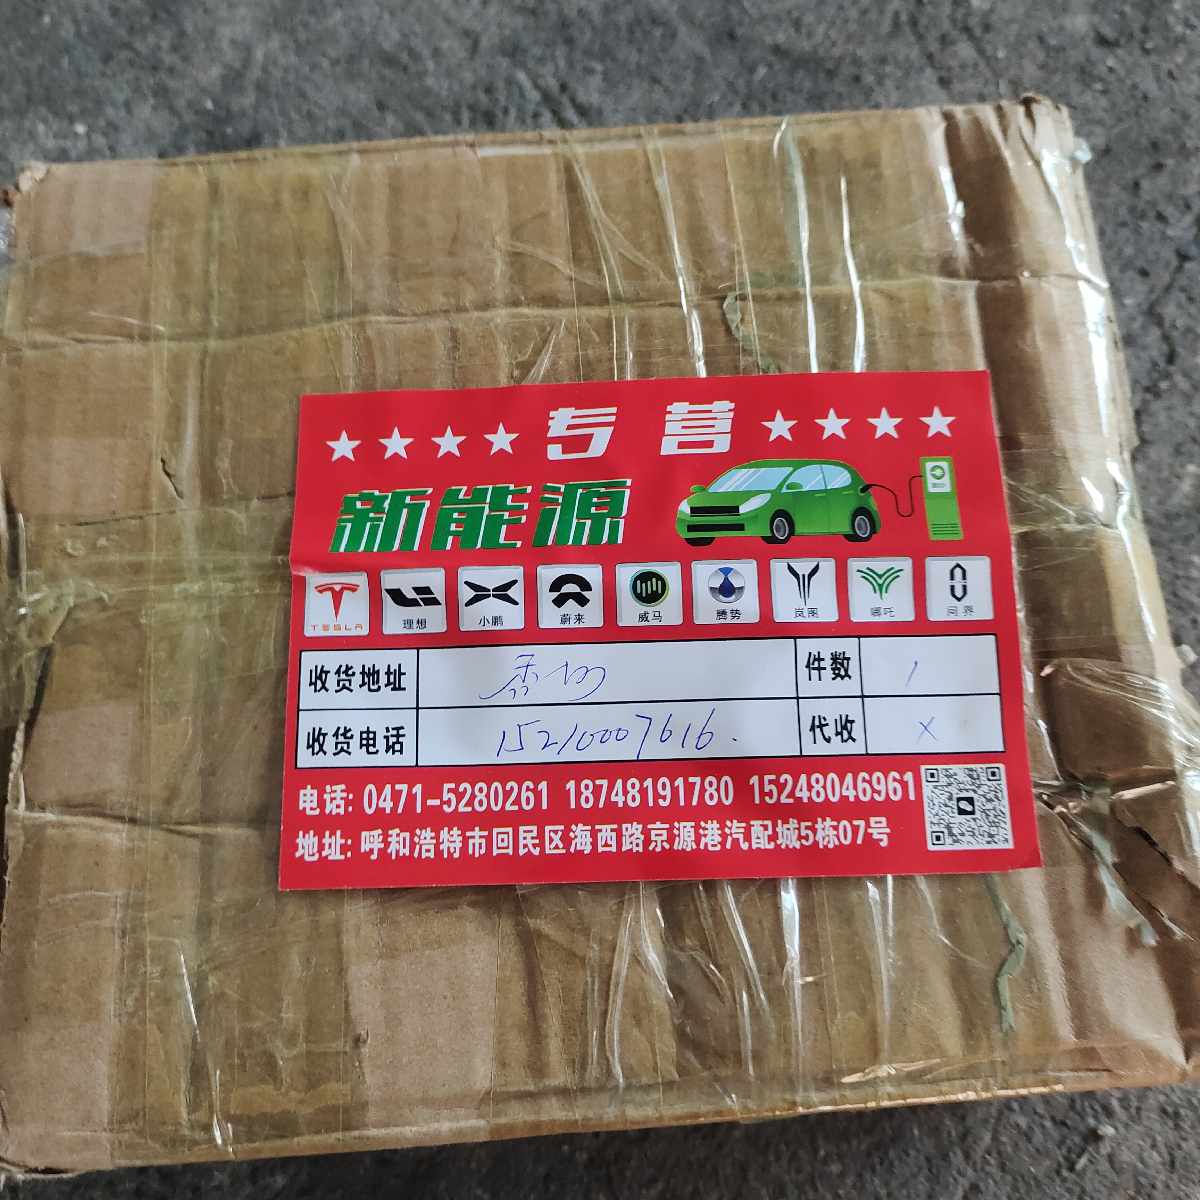 专 营
新能源
TESLA 理想 小鹏 蔚来 威马 腾势 岚图 哪吒 问界
收货地址 件数 1
收货电话 15210007616. 代收 X
电话: 0471-5280261 18748191780 15248046961
地址: 呼和浩特市回民区海西路京源港汽配城5栋07号